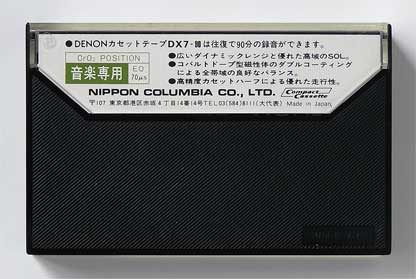 ●DENONカセットテープDX7-90は往復で90分の録音ができます。
CrO₂ POSITION
音楽専用 EQ 70μs
●広いダイナミックレンジと優れた高域のSOL。
●コバルトドープ型磁性体のダブルコーティング
による全帯域の良好なバランス。
●高精度カセットハーフによる優れた走行性。
NIPPON COLUMBIA CO., LTD. Compact Cassette
〒107 東京都港区赤坂4丁目14番14号TEL03(584)8111(大代表) Made in Japan